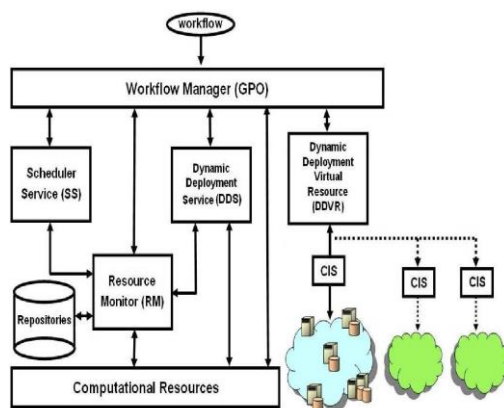 workflow
Workflow Manager (GPO)
Scheduler
Service (SS)
Dynamic
Deployment
Service (DDS)
Dynamic
Deployment
Virtual
Resource
(DDVR)
Resource
Monitor (RM)
Repositories
CIS
CIS
CIS
Computational Resources